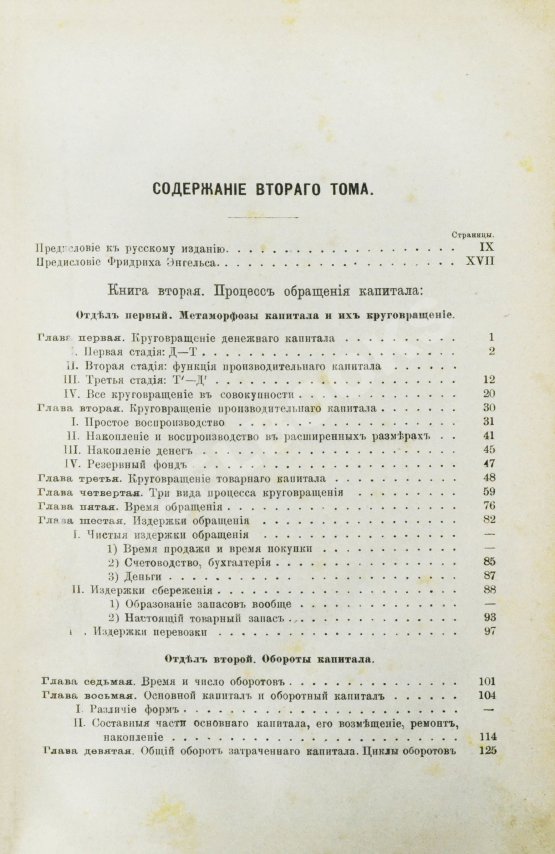 СОДЕРЖАНІЕ ВТОРАГО ТОМА.
Страницы.
Предисловіе къ русскому изданію. IX
Предисловіе Фридриха Энгельса. XVII
Книга вторая. Процессъ обращенія капитала:
Отдѣлъ первый. Метаморфозы капитала и ихъ круговращеніе.
Глава первая. Круговращеніе денежнаго капитала 1
I. Первая стадія: Д—Т 2
II. Вторая стадія: функція производительнаго капитала
III. Третья стадія: Т′—Д′ 12
IV. Все круговращеніе въ совокупности 20
Глава вторая. Круговращеніе производительнаго капитала 30
I. Простое воспроизводство 31
II. Накопленіе и воспроизводство въ расширенныхъ размѣрахъ 41
III. Накопленіе денегъ 45
IV. Резервный фондъ 47
Глава третья. Круговращеніе товарнаго капитала 48
Глава четвертая. Три вида процесса круговращенія 59
Глава пятая. Время обращенія 76
Глава шестая. Издержки обращенія 82
I. Чистыя издержки обращенія —
1) Время продажи и время покупки —
2) Счетоводство, бухгалтерія 85
3) Деньги 87
II. Издержки сбереженія 88
1) Образованіе запасовъ вообще —
2) Настоящій товарный запасъ 93
Издержки перевозки 97
Отдѣлъ второй. Обороты капитала.
Глава седьмая. Время и число оборотовъ 101
Глава восьмая. Основной капиталъ и оборотный капиталъ 104
I. Различіе формъ —
II. Составныя части основнаго капитала, его возмѣщеніе, ремонтъ,
накопленіе 114
Глава девятая. Общій оборотъ затраченнаго капитала. Циклы оборотовъ 125